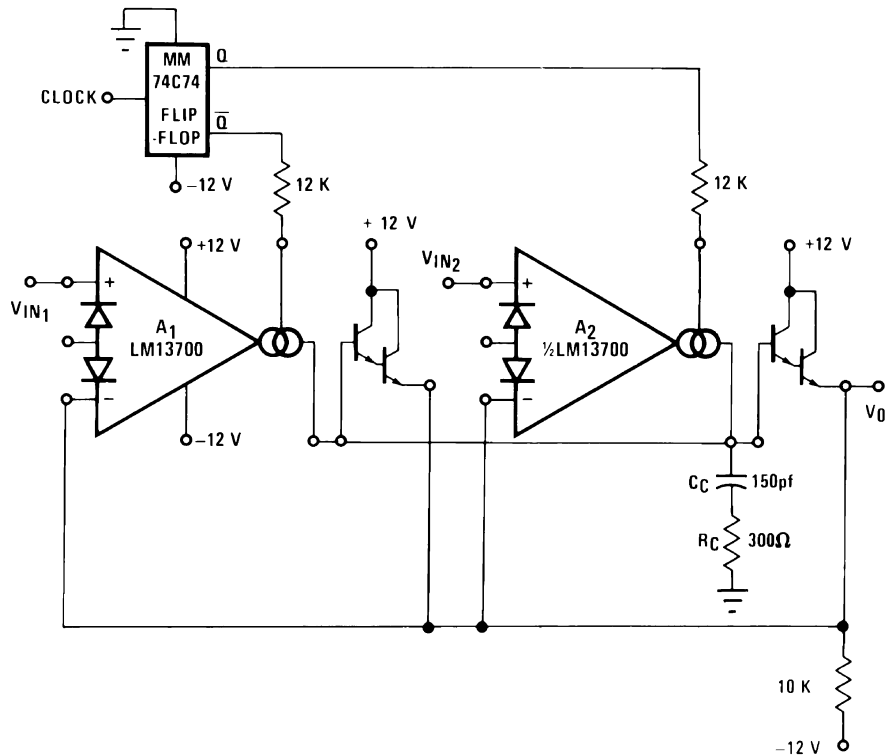 MM
74C74
FLIP
-FLOP
Q
Q̅
CLOCK
-12 V
12 K
12 K
+12 V
+ 12 V
+12 V
VIN1
+
A1
LM13700
-
-12 V
VIN2
+
A2
½LM13700
-
VO
CC 150pf
RC 300Ω
10 K
-12 V